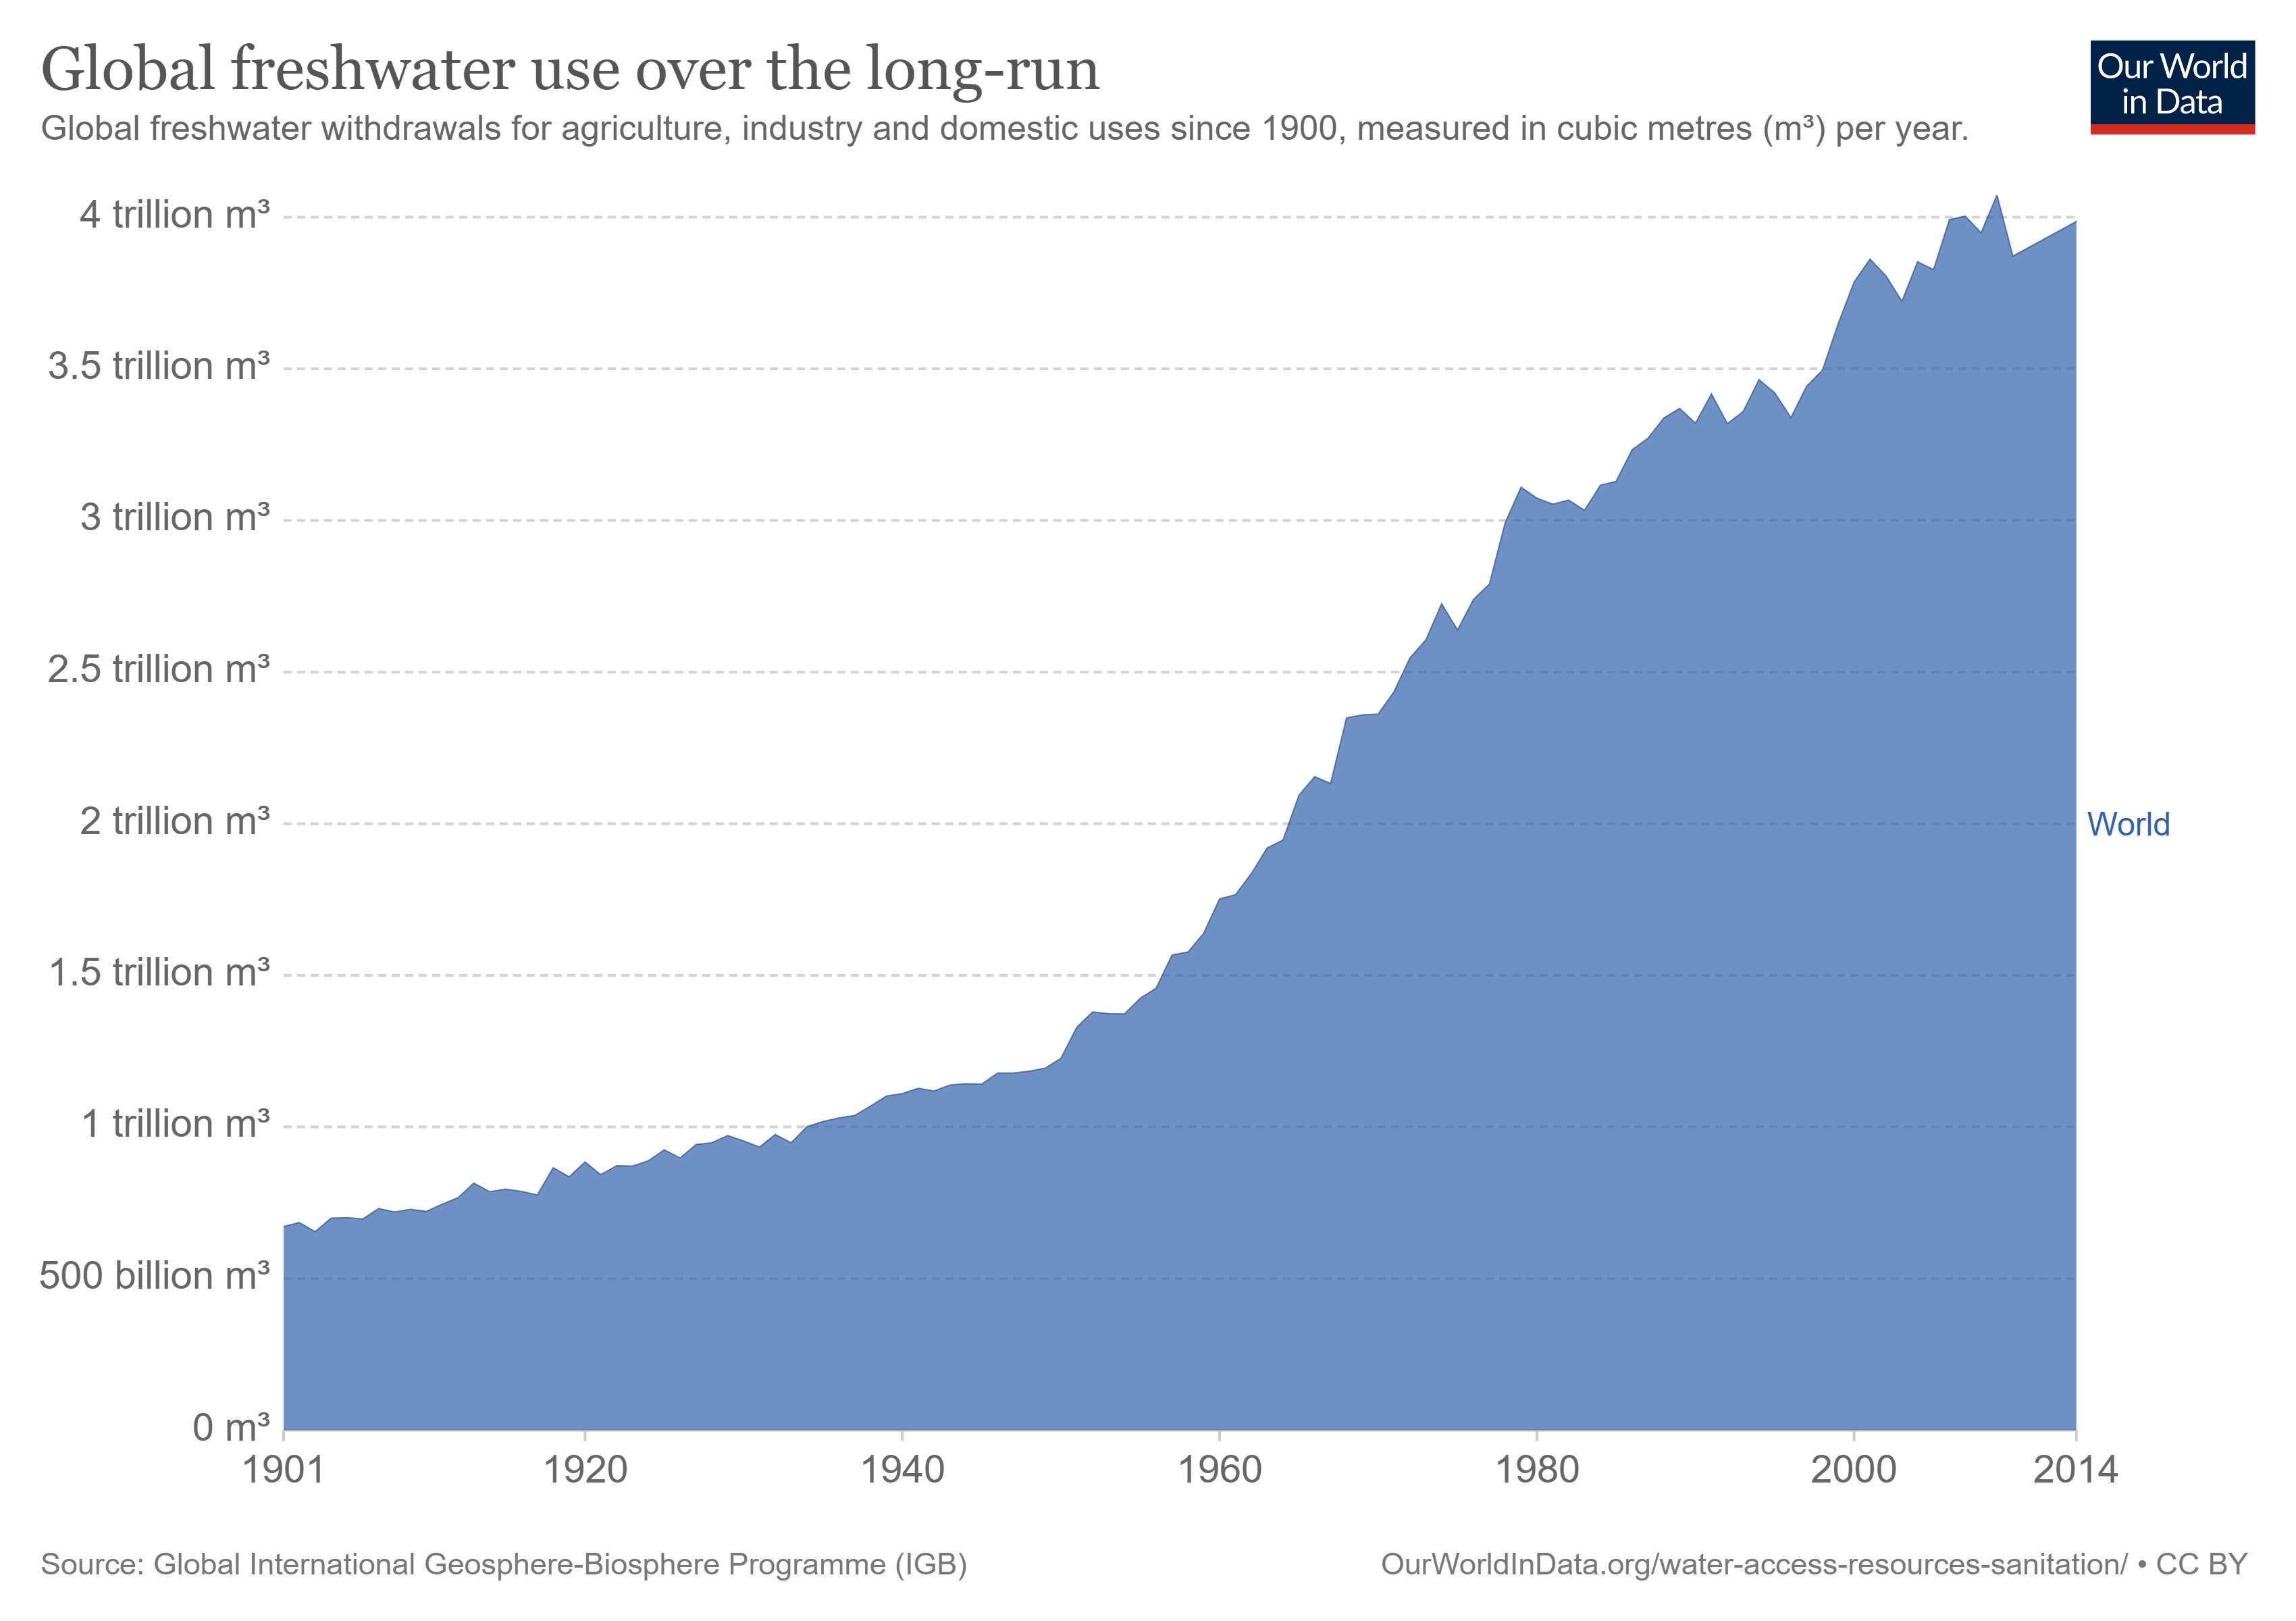 Global freshwater use over the long-run
Our World
in Data
Global freshwater withdrawals for agriculture, industry and domestic uses since 1900, measured in cubic metres (m³) per year.
4 trillion m³
3.5 trillion m³
3 trillion m³
2.5 trillion m³
2 trillion m³
World
1.5 trillion m³
1 trillion m³
500 billion m³
0 m³
1901 1920 1940 1960 1980 2000 2014
Source: Global International Geosphere-Biosphere Programme (IGB)
OurWorldInData.org/water-access-resources-sanitation/ • CC BY